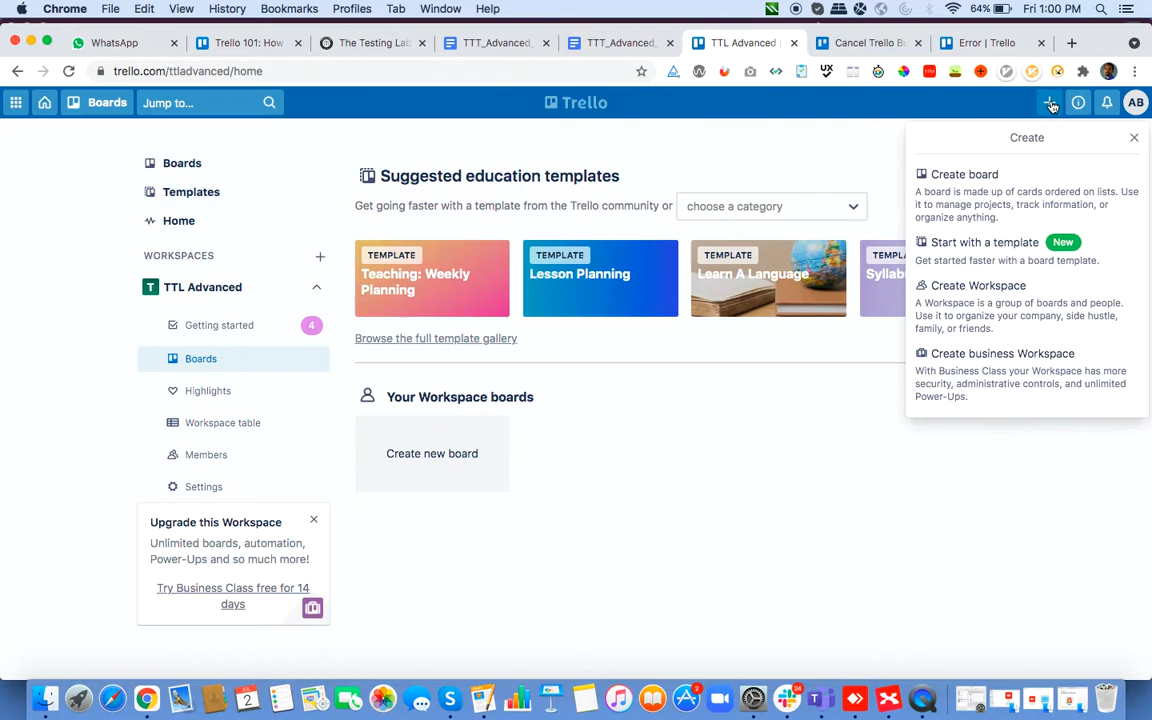 Chrome File Edit View History Bookmarks Profiles Tab Window Help 64% Fri 1:00 PM
WhatsApp Trello 101: How The Testing Lab TTT_Advanced_ TTT_Advanced_ TTL Advanced Cancel Trello Bu Error | Trello
trello.com/ttladvanced/home
Boards Jump to... Trello AB
Boards
Templates
Home
WORKSPACES
T TTL Advanced
Getting started 4
Boards
Highlights
Workspace table
Members
Settings
Upgrade this Workspace
Unlimited boards, automation,
Power-Ups and so much more!
Try Business Class free for 14
days
Suggested education templates
Get going faster with a template from the Trello community or choose a category
TEMPLATE
Teaching: Weekly
Planning
TEMPLATE
Lesson Planning
TEMPLATE
Learn A Language
TEMPL
Syllab
Browse the full template gallery
Your Workspace boards
Create new board
Create
Create board
A board is made up of cards ordered on lists. Use
it to manage projects, track information, or
organize anything.
Start with a template New
Get started faster with a board template.
Create Workspace
A Workspace is a group of boards and people.
Use it to organize your company, side hustle,
family, or friends.
Create business Workspace
With Business Class your Workspace has more
security, administrative controls, and unlimited
Power-Ups.